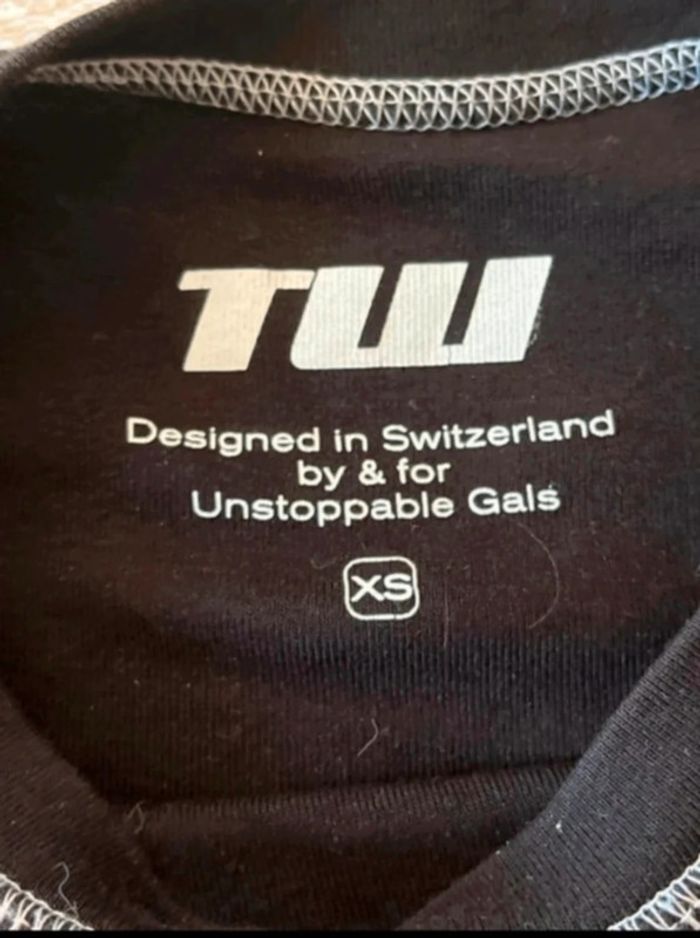 TW
Designed in Switzerland
by & for
Unstoppable Gals
XS